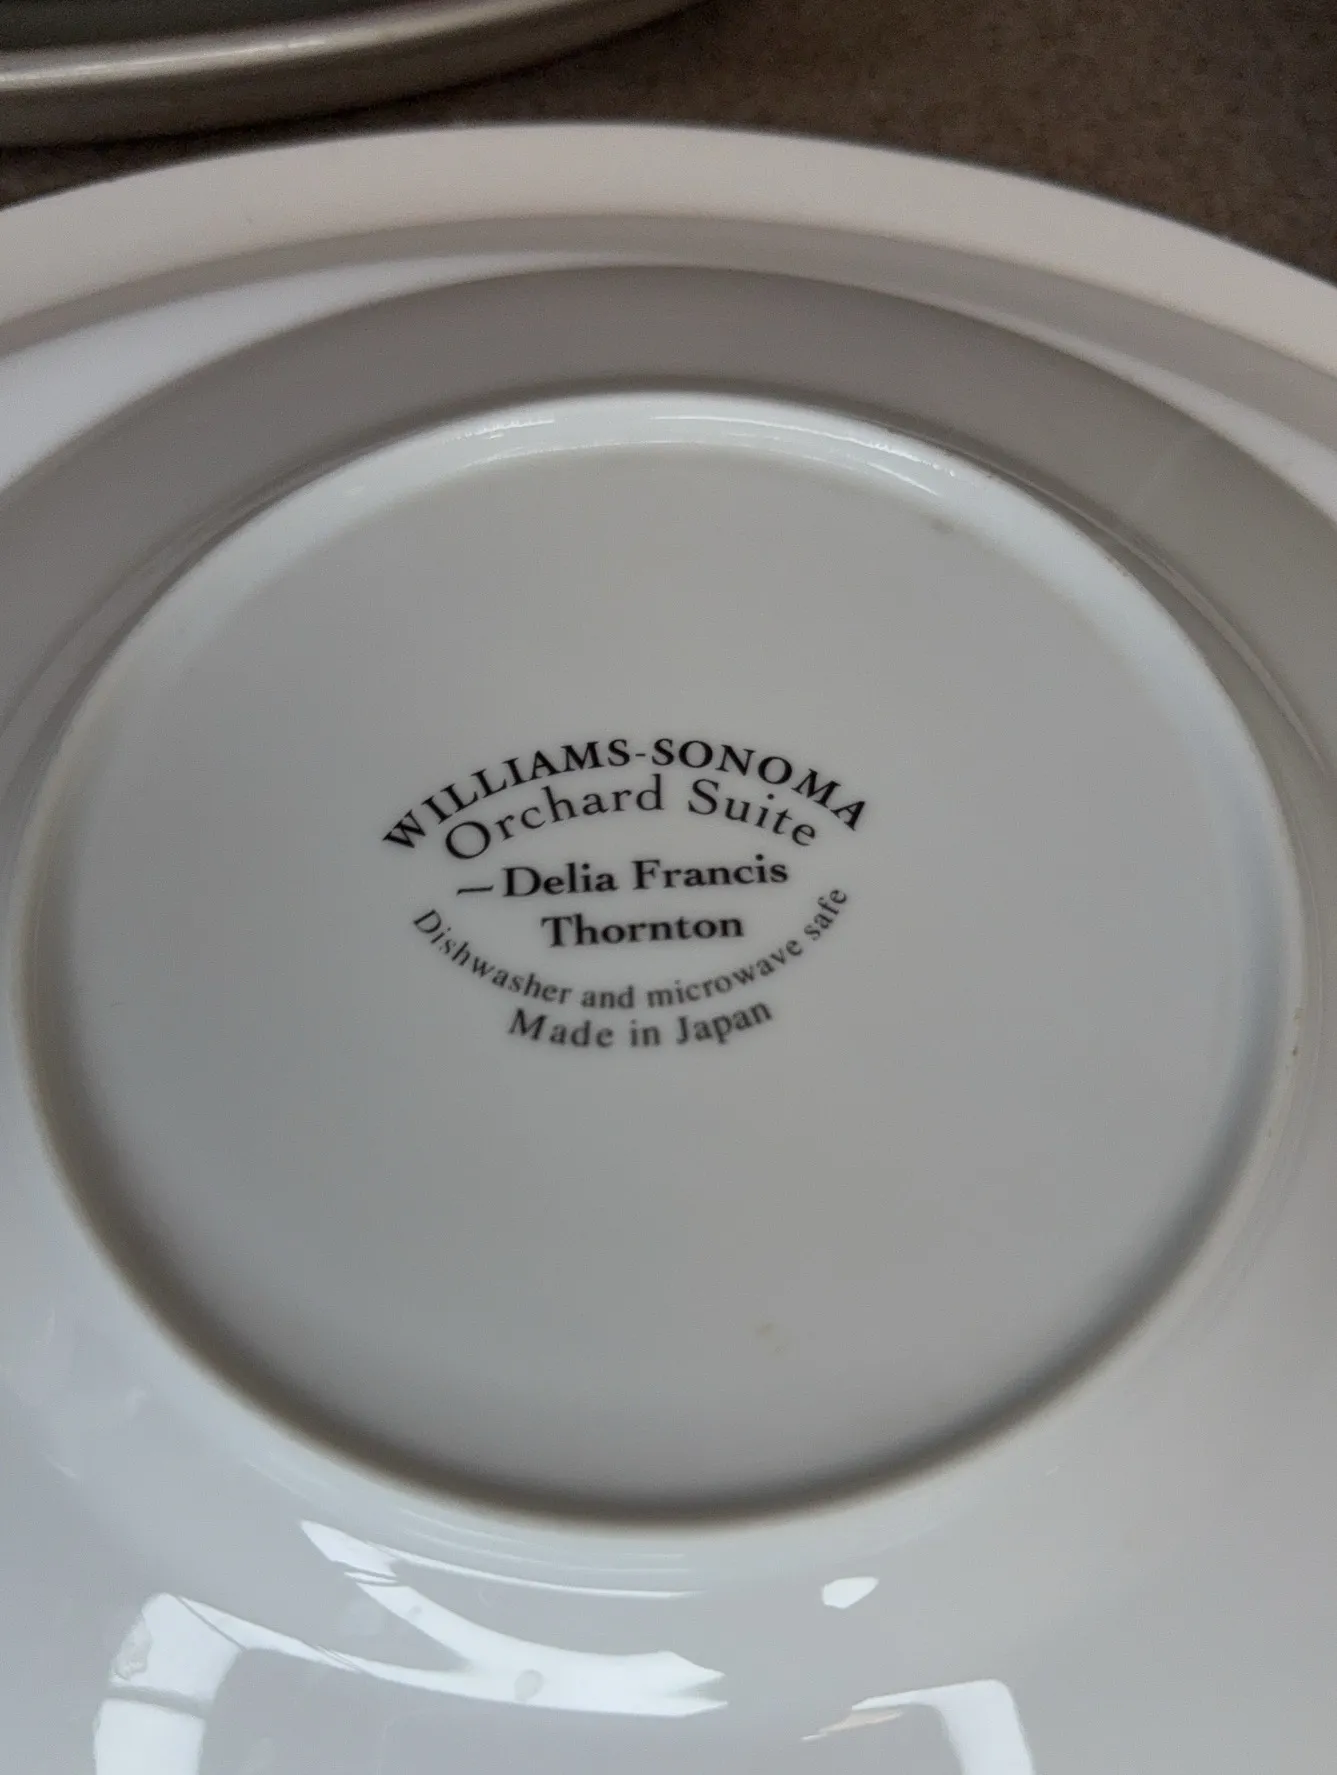 WILLIAMS-SONOMA
Orchard Suite
—Delia Francis
Thornton
Dishwasher and microwave safe
Made in Japan